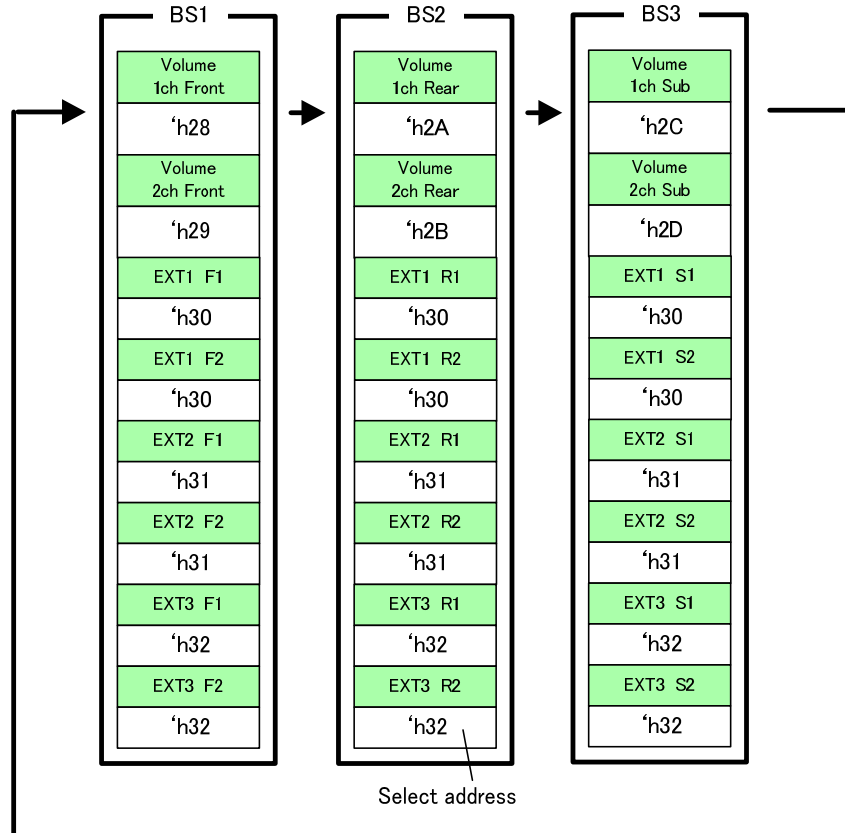 BS1
Volume
1ch Front
‘h28
Volume
2ch Front
‘h29
EXT1 F1
‘h30
EXT1 F2
‘h30
EXT2 F1
‘h31
EXT2 F2
‘h31
EXT3 F1
‘h32
EXT3 F2
‘h32
BS2
Volume
1ch Rear
‘h2A
Volume
2ch Rear
‘h2B
EXT1 R1
‘h30
EXT1 R2
‘h30
EXT2 R1
‘h31
EXT2 R2
‘h31
EXT3 R1
‘h32
EXT3 R2
‘h32
Select address
BS3
Volume
1ch Sub
‘h2C
Volume
2ch Sub
‘h2D
EXT1 S1
‘h30
EXT1 S2
‘h30
EXT2 S1
‘h31
EXT2 S2
‘h31
EXT3 S1
‘h32
EXT3 S2
‘h32